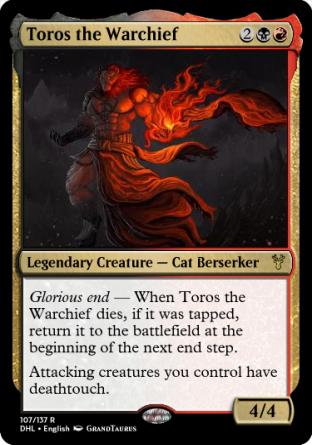 Toros the Warchief 2
Legendary Creature — Cat Berserker
Glorious end — When Toros the
Warchief dies, if it was tapped,
return it to the battlefield at the
beginning of the next end step.
Attacking creatures you control have
deathtouch.
4/4
107/137 R
DHL • English GrandTaurus